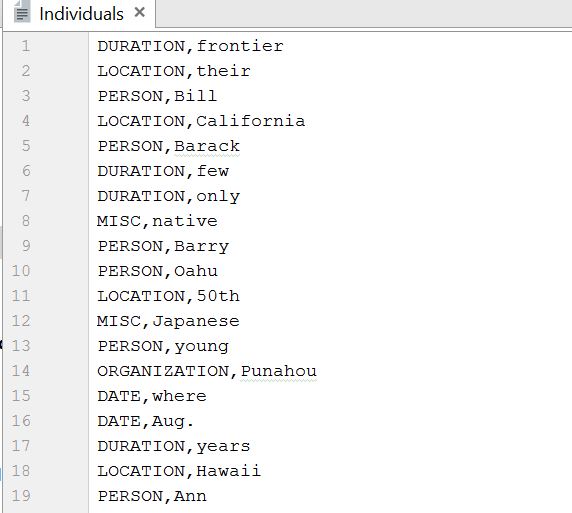 Individuals
1 DURATION,frontier
2 LOCATION,their
3 PERSON,Bill
4 LOCATION,California
5 PERSON,Barack
6 DURATION,few
7 DURATION,only
8 MISC,native
9 PERSON,Barry
10 PERSON,Oahu
11 LOCATION,50th
12 MISC,Japanese
13 PERSON,young
14 ORGANIZATION,Punahou
15 DATE,where
16 DATE,Aug.
17 DURATION,years
18 LOCATION,Hawaii
19 PERSON,Ann